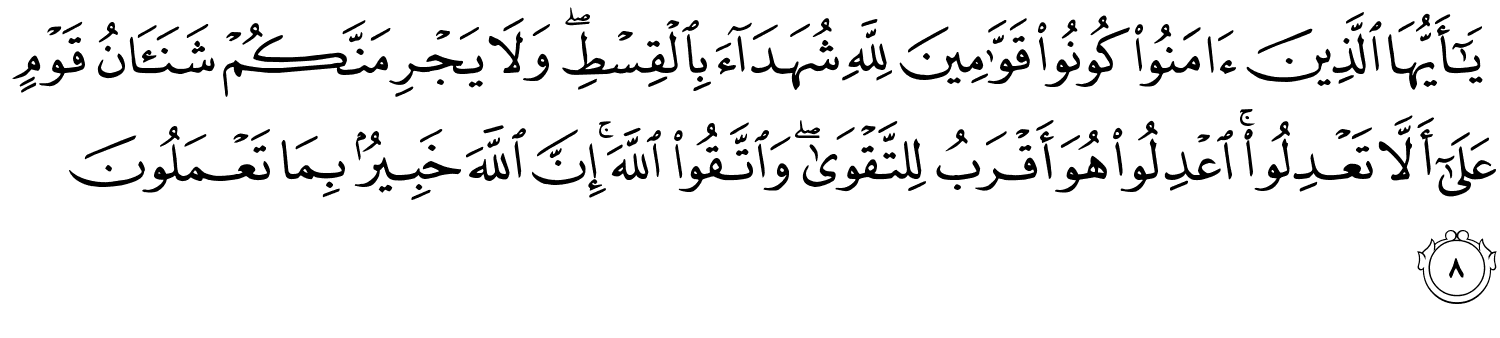 يَـٰٓأَيُّهَا ٱلَّذِينَ ءَامَنُوا۟ كُونُوا۟ قَوَّٰمِينَ لِلَّهِ شُهَدَآءَ بِٱلْقِسْطِ ۖ وَلَا يَجْرِمَنَّكُمْ شَنَـَٔانُ قَوْمٍ
عَلَىٰٓ أَلَّا تَعْدِلُوا۟ ۚ ٱعْدِلُوا۟ هُوَ أَقْرَبُ لِلتَّقْوَىٰ ۖ وَٱتَّقُوا۟ ٱللَّهَ ۚ إِنَّ ٱللَّهَ خَبِيرٌۢ بِمَا تَعْمَلُونَ
٨